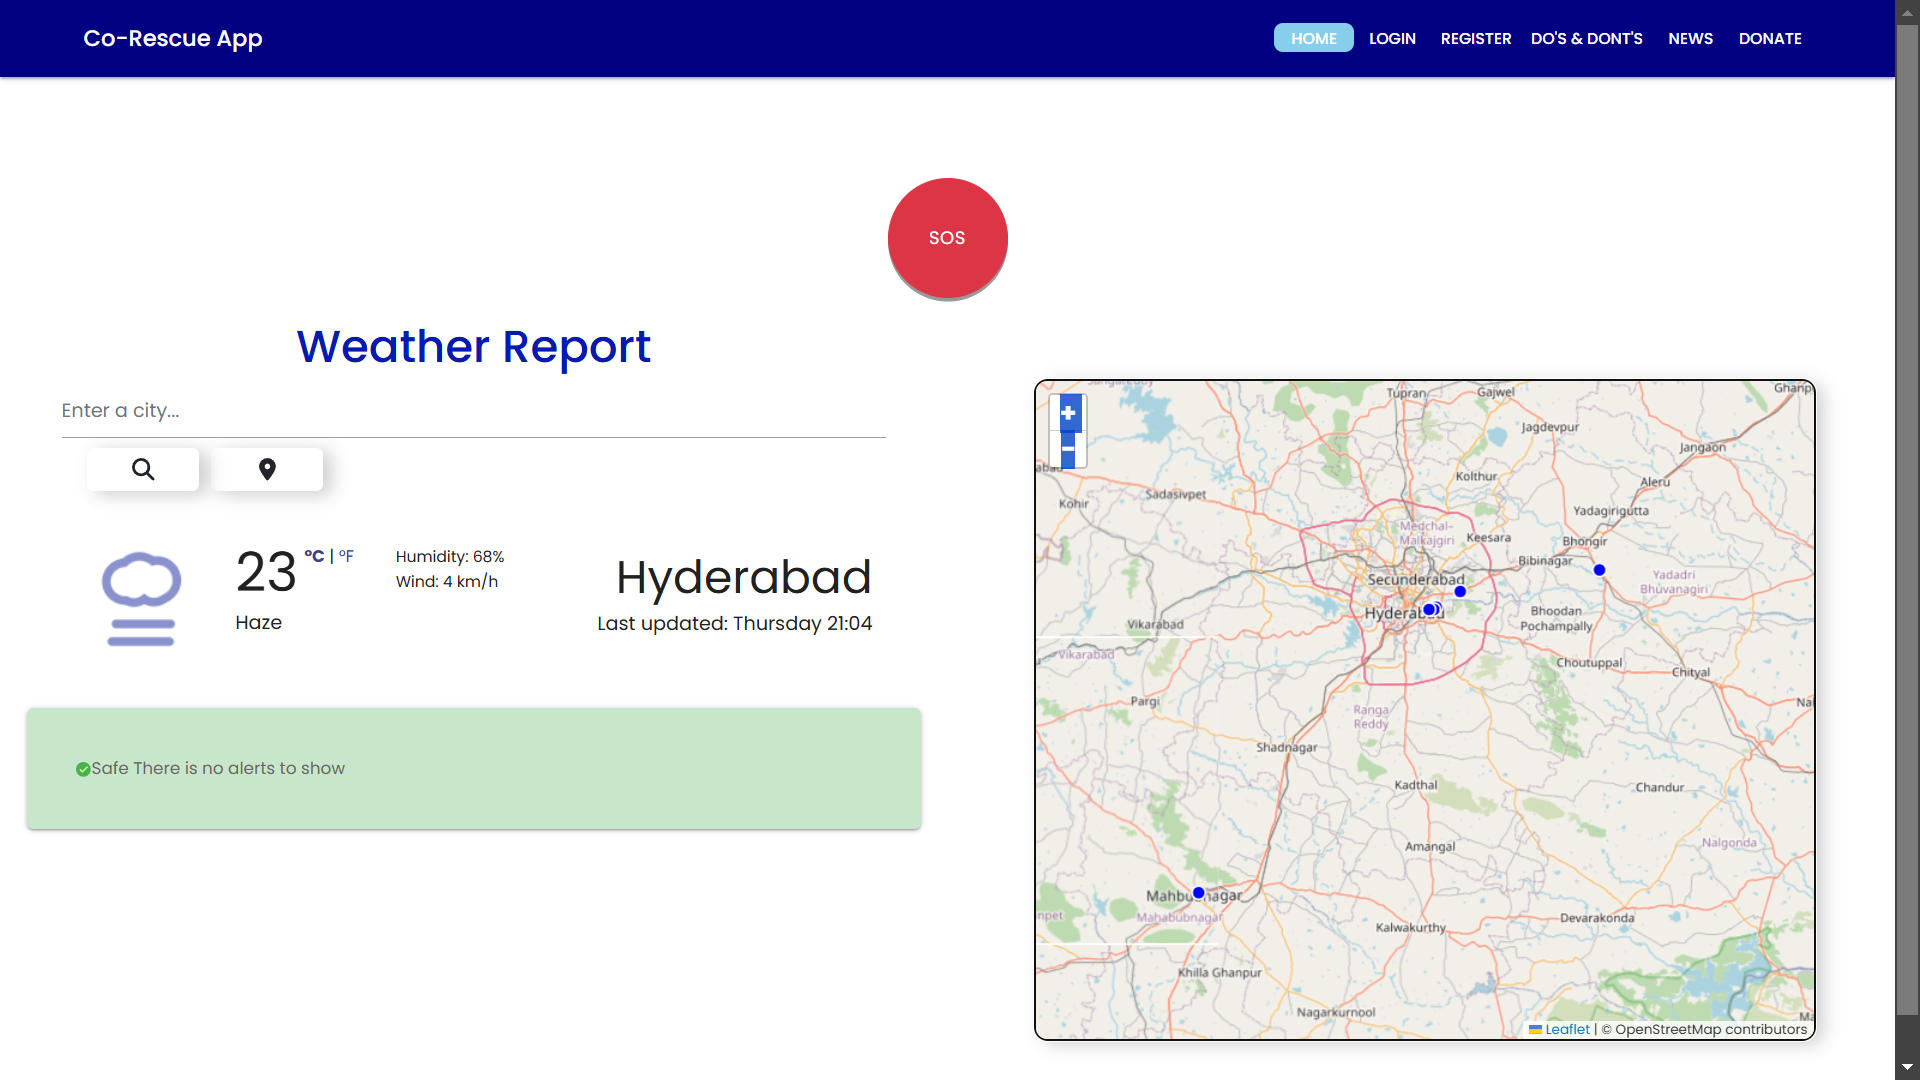 Co-Rescue App
HOME LOGIN REGISTER DO'S & DONT'S NEWS DONATE
SOS
Weather Report
Enter a city...
23 °C | °F
Humidity: 68%
Wind: 4 km/h
Haze
Hyderabad
Last updated: Thursday 21:04
Safe There is no alerts to show
+
−
Tupran
Gajwel
Jagdevpur
Jangaon
Kolthur
Aleru
Sadasivpet
Kohir
Yadagirigutta
Medchal-
Malkajgiri
Keesara
Bhongir
Bibinagar
Secunderabad
Yadadri
Bhuvanagiri
Hyderabad
Bhoodan
Pochampally
Vikarabad
Vikarabad
Choutuppal
Chityal
Pargi
Ranga
Reddy
Shadnagar
Kadthal
Chandur
Amangal
Nalgonda
Mahbubnagar
Mahabubnagar
Devarakonda
Kalwakurthy
Khilla Ghanpur
Nagarkurnool
Leaflet | © OpenStreetMap contributors